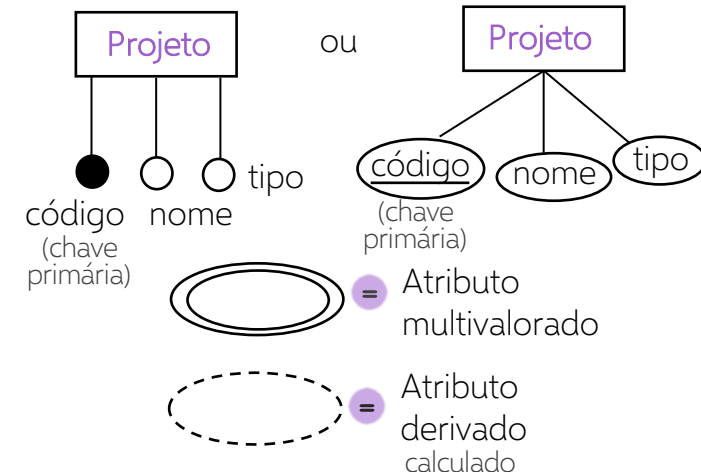 Projeto
ou
Projeto
código
(chave
primária)
nome
tipo
código
(chave
primária)
nome
tipo
=
Atributo
multivalorado
=
Atributo
derivado
calculado